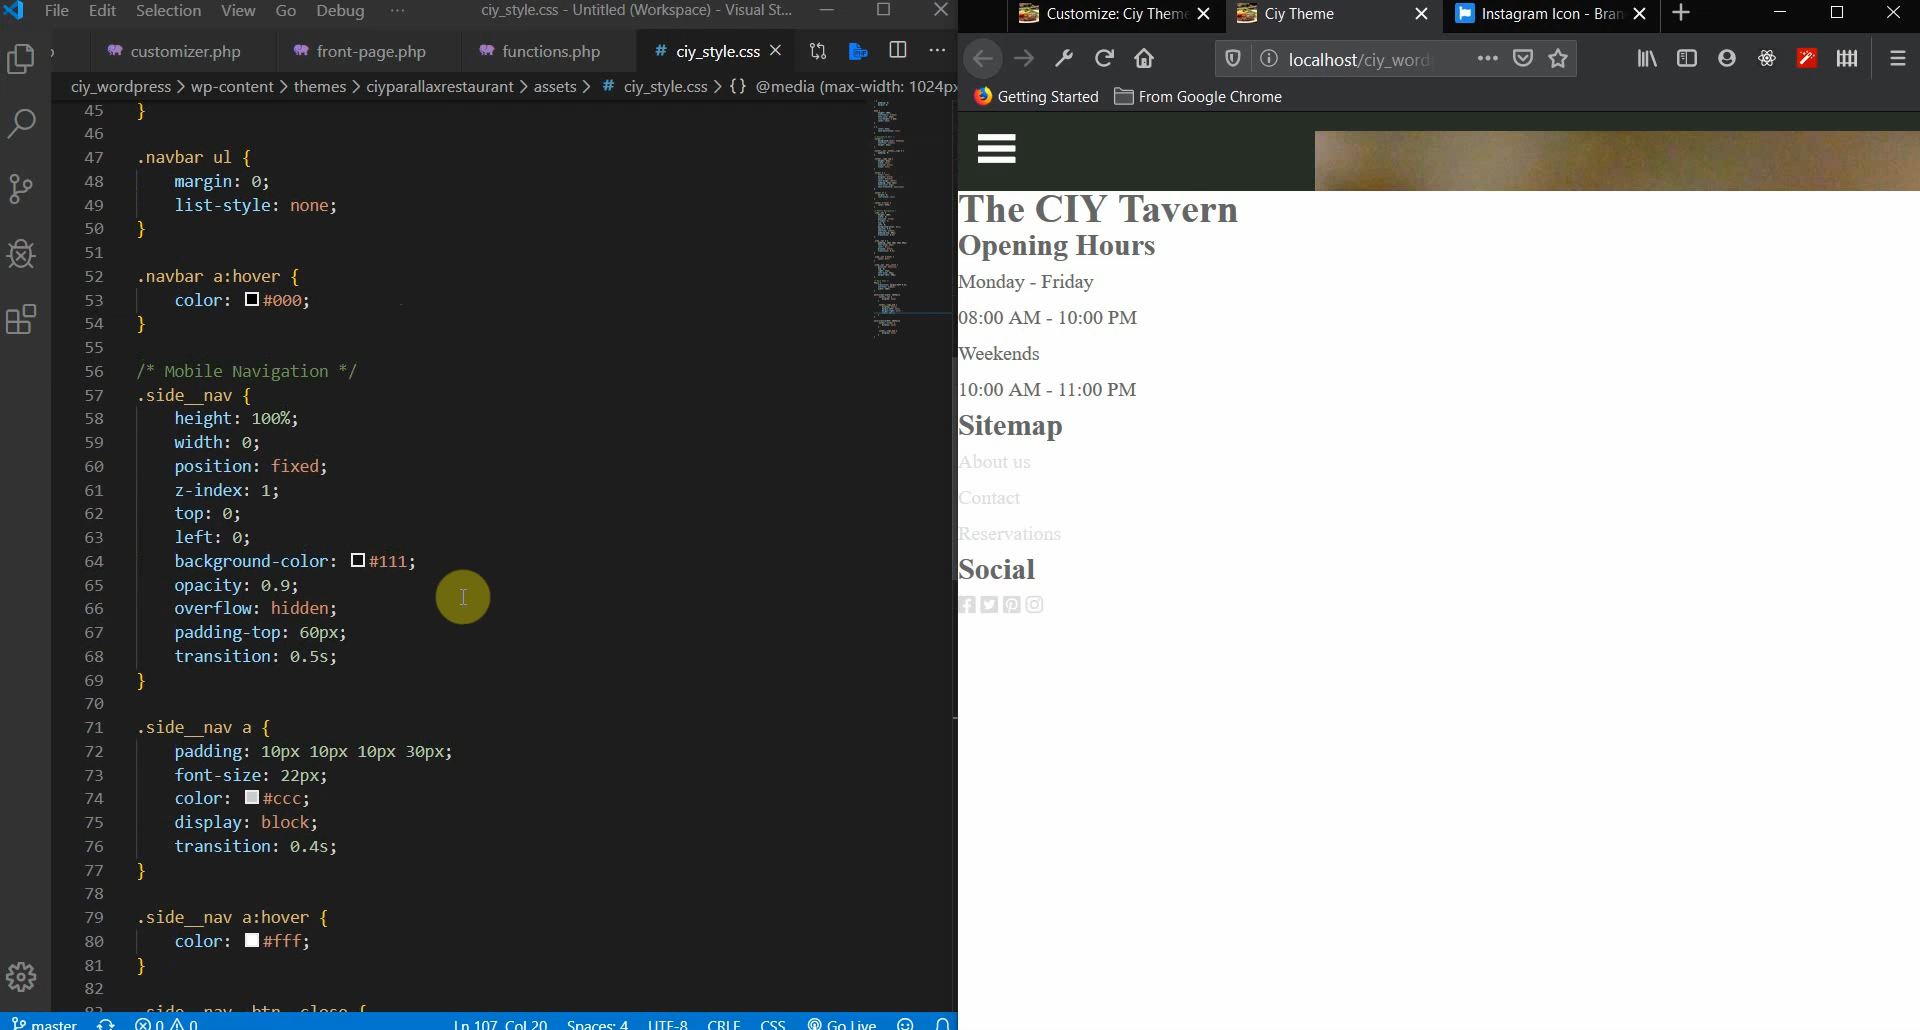 File Edit Selection View Go Debug ... ciy_style.css - Untitled (Workspace) - Visual St...
customizer.php front-page.php functions.php # ciy_style.css
ciy_wordpress > wp-content > themes > ciyparallaxrestaurant > assets > # ciy_style.css > {} @media (max-width: 1024px
45 }
46
47 .navbar ul {
48 margin: 0;
49 list-style: none;
50 }
51
52 .navbar a:hover {
53 color: #000;
54 }
55
56 /* Mobile Navigation */
57 .side__nav {
58 height: 100%;
59 width: 0;
60 position: fixed;
61 z-index: 1;
62 top: 0;
63 left: 0;
64 background-color: #111;
65 opacity: 0.9;
66 overflow: hidden;
67 padding-top: 60px;
68 transition: 0.5s;
69 }
70
71 .side__nav a {
72 padding: 10px 10px 10px 30px;
73 font-size: 22px;
74 color: #ccc;
75 display: block;
76 transition: 0.4s;
77 }
78
79 .side__nav a:hover {
80 color: #fff;
81 }
82
master 0 0 Ln 107, Col 20 Spaces: 4 UTF-8 CRLF CSS Go Live
Customize: Ciy Theme Ciy Theme Instagram Icon - Bran
localhost/ciy_word
Getting Started From Google Chrome
The CIY Tavern
Opening Hours
Monday - Friday
08:00 AM - 10:00 PM
Weekends
10:00 AM - 11:00 PM
Sitemap
About us
Contact
Reservations
Social